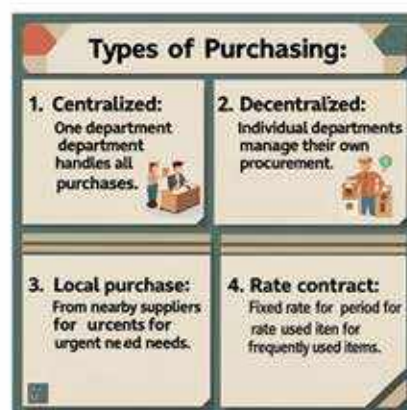 Types of Purchasing:
1. Centralized:
One department
department
handles all
purchases.
2. Decentralized:
Individual departments
manage their own
procurement.
3. Local purchase:
From nearby suppliers
for urcents for
urgent ne ed needs.
4. Rate contract:
Fixed rate for period for
rate used iten for
frequently used items.